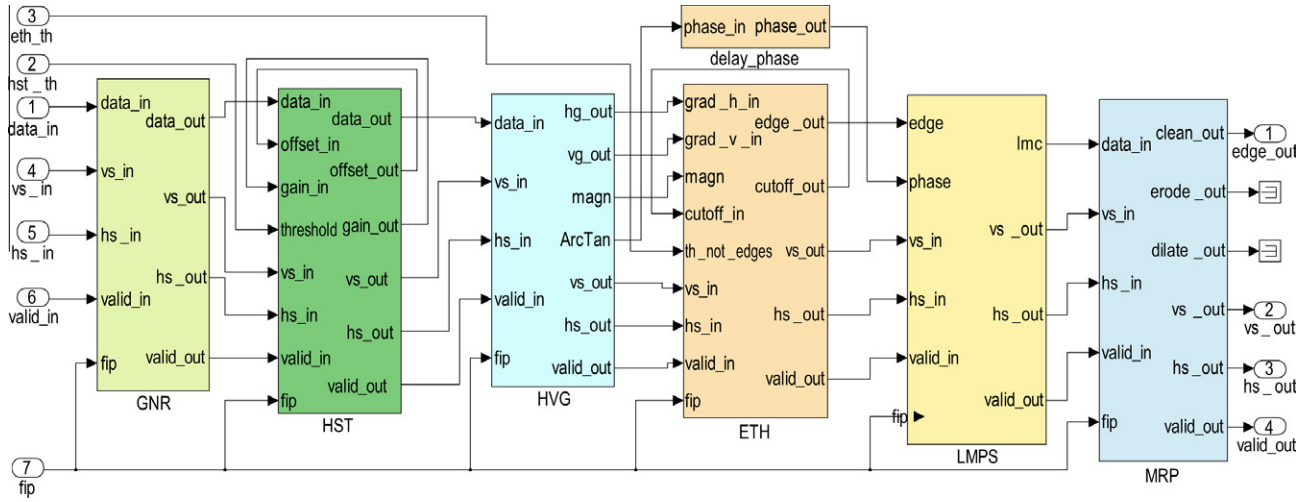 3
eth_th
2
hst _th
1
data_in
4
vs _in
5
hs _in
6
valid_in
7
fip
data_in
data_out
vs_in
vs_out
hs _in
hs _out
valid_in
valid_out
fip
GNR
data_in
data_out
offset_in
offset_out
gain_in
gain_out
threshold
vs_in
vs_out
hs_in
hs_out
valid_in
valid_out
fip
HST
data_in
hg_out
vg_out
vs_in
magn
hs_in
ArcTan
vs_out
valid_in
hs_out
fip
valid_out
HVG
phase_in
phase_out
delay_phase
grad _h_in
edge _out
grad _v _in
magn
cutoff_out
cutoff_in
th_not _edges
vs_out
vs_in
hs _out
hs_in
valid_in
valid_out
fip
ETH
edge
lmc
phase
vs_in
vs _out
hs_in
hs_out
valid_in
valid_out
fip
LMPS
data_in
clean_out
erode _out
vs_in
dilate _out
hs _in
vs _out
valid_in
hs _out
fip
valid_out
MRP
1
edge_out
2
vs_out
3
hs _out
4
valid_out